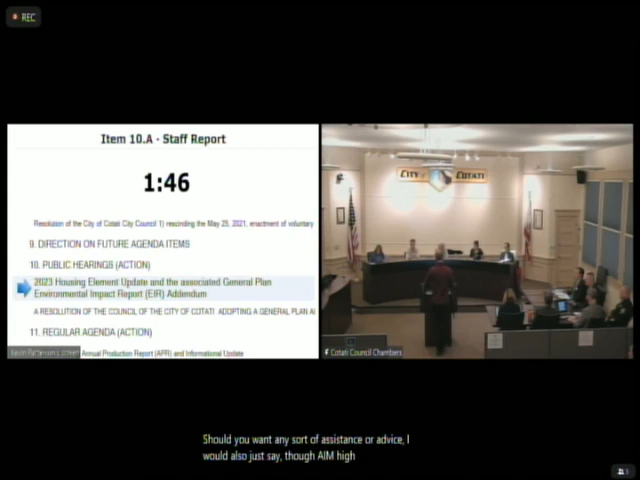 REC
Item 10.A - Staff Report
1:46
Resolution of the City of Cotati City Council 1) rescinding the May 25, 2021, enactment of voluntary
9. DIRECTION ON FUTURE AGENDA ITEMS
10. PUBLIC HEARINGS (ACTION)
2023 Housing Element Update and the associated General Plan
Environmental Impact Report (EIR) Addendum
A RESOLUTION OF THE COUNCIL OF THE CITY OF COTATI ADOPTING A GENERAL PLAN A
11. REGULAR AGENDA (ACTION)
Annual Production Report (APR) and Informational Update
CITY OF COTATI
Cotati Council Chambers
Should you want any sort of assistance or advice, I
would also just say, though AIM high